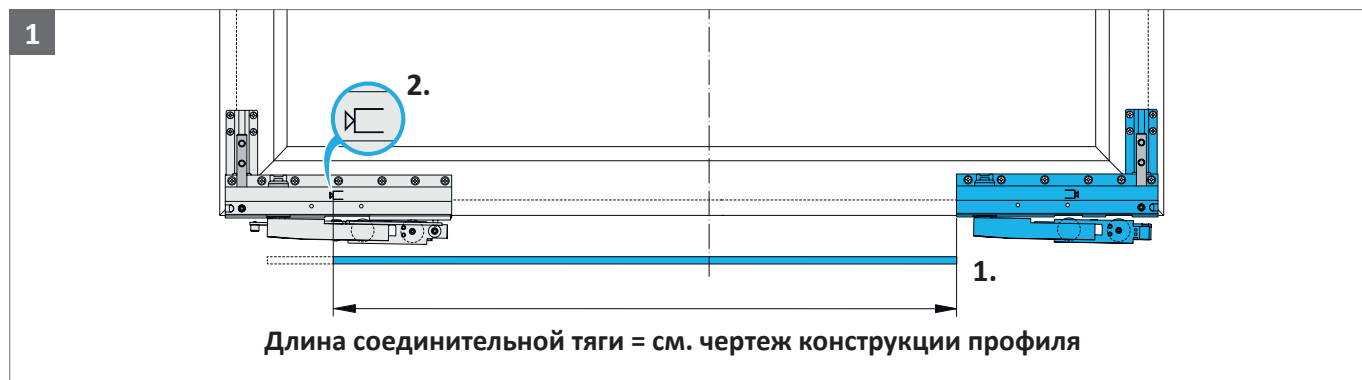 1
2.
1.
Длина соединительной тяги = см. чертеж конструкции профиля